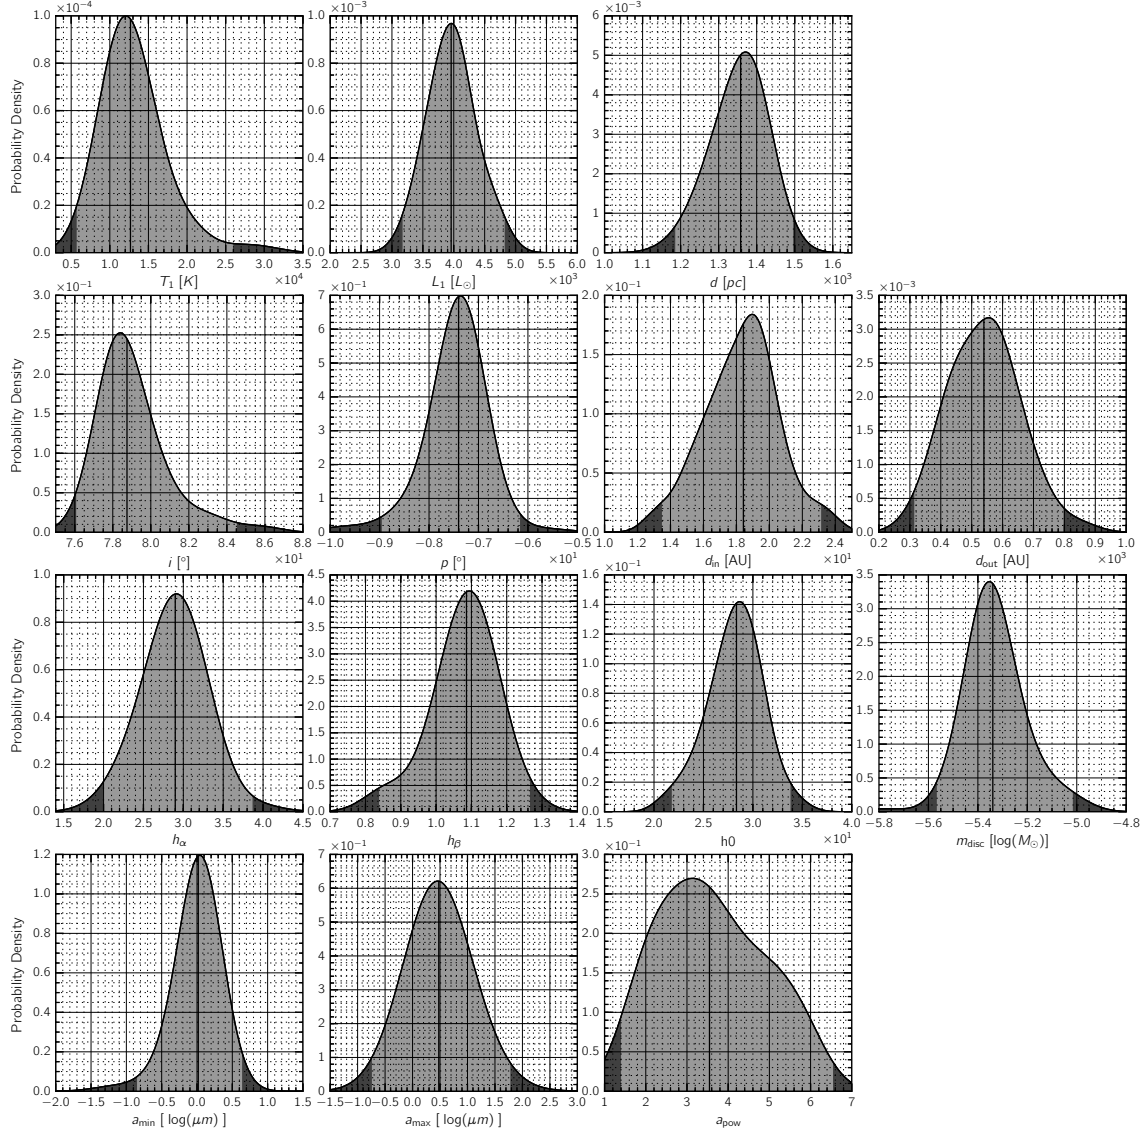 ×10⁻⁴ ×10⁻³ ×10⁻³
Probability Density
1.0 0.8 0.6 0.4 0.2 0.0
0.5 1.0 1.5 2.0 2.5 3.0 3.5
T₁ [K] ×10⁴
1.0 0.8 0.6 0.4 0.2 0.0
2.0 2.5 3.0 3.5 4.0 4.5 5.0 5.5 6.0
L₁ [L⊙] ×10³
6 5 4 3 2 1 0
1.0 1.1 1.2 1.3 1.4 1.5 1.6
d [pc] ×10³
×10⁻¹ ×10⁻¹ ×10⁻¹ ×10⁻³
Probability Density
3.0 2.5 2.0 1.5 1.0 0.5 0.0
7.6 7.8 8.0 8.2 8.4 8.6 8.8
i [°] ×10¹
7 6 5 4 3 2 1 0
−1.0 −0.9 −0.8 −0.7 −0.6 −0.5
p [°] ×10¹
2.0 1.5 1.0 0.5 0.0
1.0 1.2 1.4 1.6 1.8 2.0 2.2 2.4
d_in [AU] ×10¹
3.5 3.0 2.5 2.0 1.5 1.0 0.5 0.0
0.2 0.3 0.4 0.5 0.6 0.7 0.8 0.9 1.0
d_out [AU] ×10³
Probability Density
1.0 0.8 0.6 0.4 0.2 0.0
1.5 2.0 2.5 3.0 3.5 4.0 4.5
h_α
4.5 4.0 3.5 3.0 2.5 2.0 1.5 1.0 0.5 0.0
0.7 0.8 0.9 1.0 1.1 1.2 1.3 1.4
h_β
×10⁻¹
1.6 1.4 1.2 1.0 0.8 0.6 0.4 0.2 0.0
1.5 2.0 2.5 3.0 3.5 4.0
h0 ×10¹
3.5 3.0 2.5 2.0 1.5 1.0 0.5 0.0
−5.8 −5.6 −5.4 −5.2 −5.0 −4.8
m_disc [log(M⊙)]
Probability Density
1.2 1.0 0.8 0.6 0.4 0.2 0.0
−2.0 −1.5 −1.0 −0.5 0.0 0.5 1.0 1.5
a_min [ log(μm) ]
×10⁻¹
7 6 5 4 3 2 1 0
−1.5 −1.0 −0.5 0.0 0.5 1.0 1.5 2.0 2.5 3.0
a_max [ log(μm) ]
×10⁻¹
3.0 2.5 2.0 1.5 1.0 0.5 0.0
1 2 3 4 5 6 7
a_pow